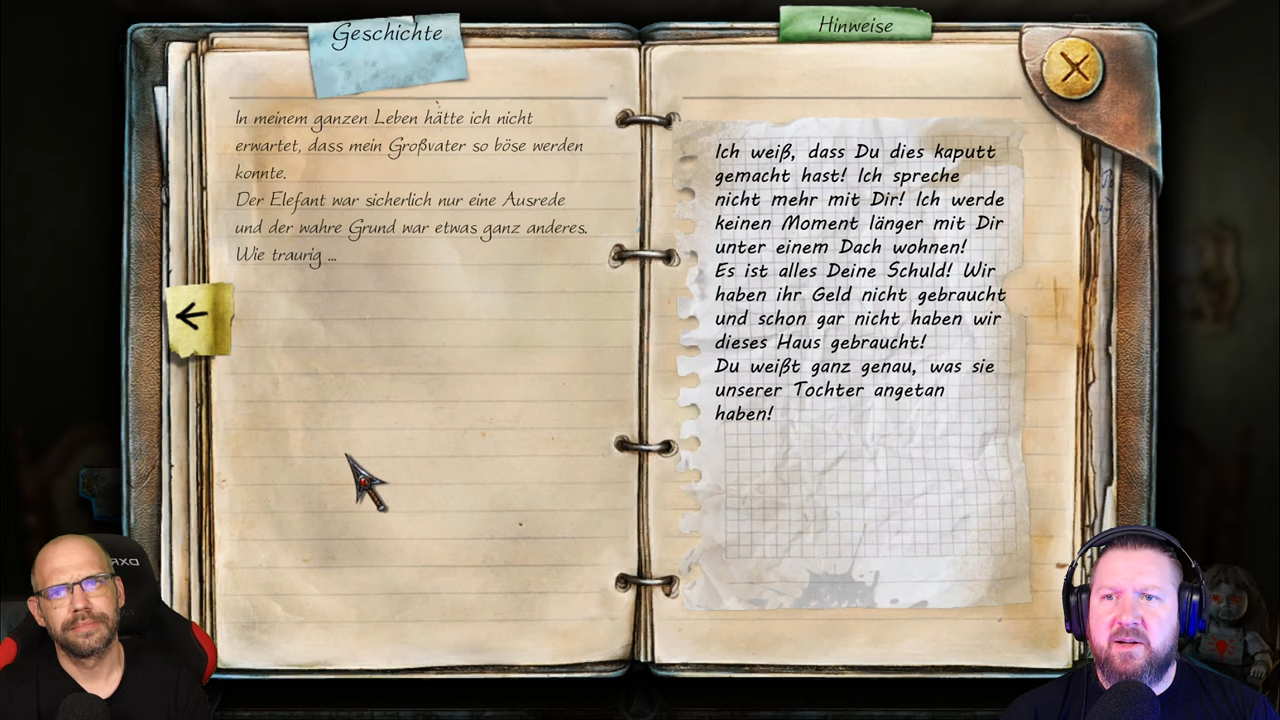 Geschichte
In meinem ganzen Leben hätte ich nicht
erwartet, dass mein Großvater so böse werden
konnte.
Der Elefant war sicherlich nur eine Ausrede
und der wahre Grund war etwas ganz anderes.
Wie traurig ...
Hinweise
Ich weiß, dass Du dies kaputt
gemacht hast! Ich spreche
nicht mehr mit Dir! Ich werde
keinen Moment länger mit Dir
unter einem Dach wohnen!
Es ist alles Deine Schuld! Wir
haben ihr Geld nicht gebraucht
und schon gar nicht haben wir
dieses Haus gebraucht!
Du weißt ganz genau, was sie
unserer Tochter angetan
haben!